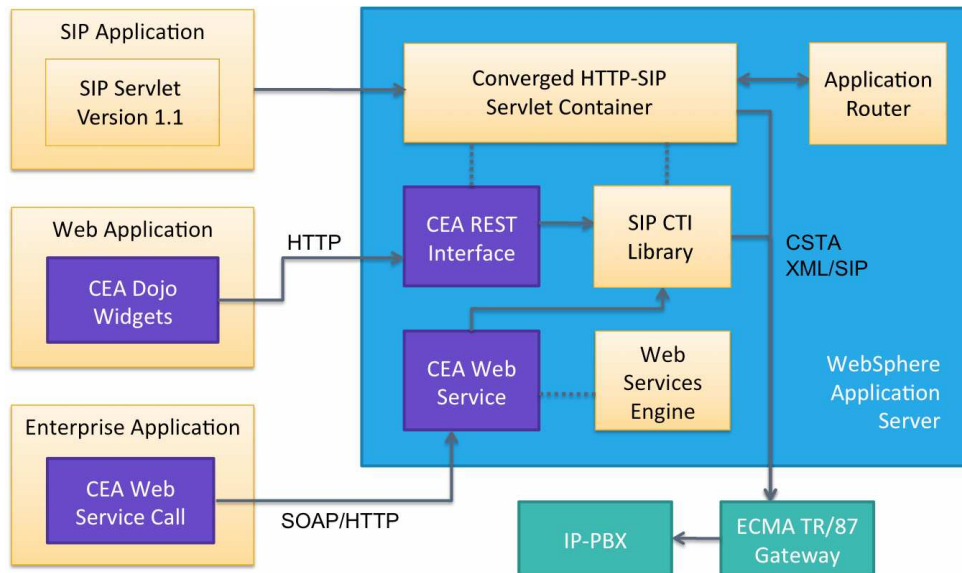 SIP Application
SIP Servlet
Version 1.1
Converged HTTP-SIP
Servlet Container
Application
Router
Web Application
CEA Dojo
Widgets
HTTP
CEA REST
Interface
SIP CTI
Library
CSTA
XML/SIP
CEA Web
Service
Web
Services
Engine
WebSphere
Application
Server
Enterprise Application
CEA Web
Service Call
SOAP/HTTP
IP-PBX
ECMA TR/87
Gateway